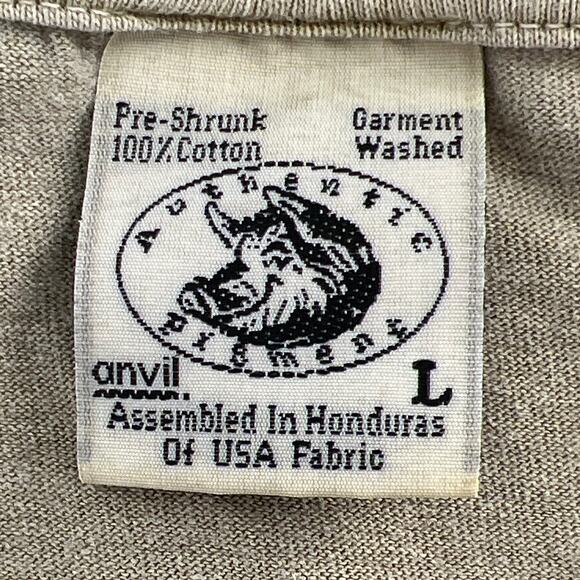 Pre-Shrunk Garment
100% Cotton Washed
Authentic
Pigment
anvil. L
Assembled In Honduras
Of USA Fabric